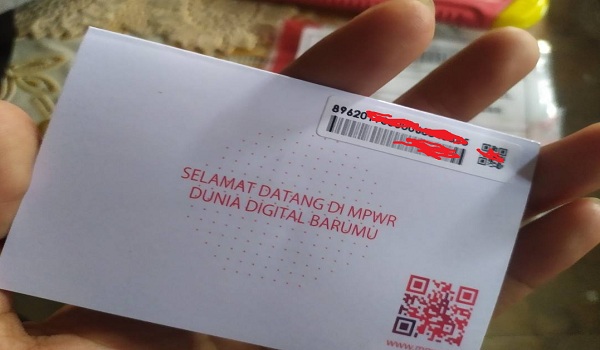 89620
SELAMAT DATANG DI MPWR
DUNIA DIGITAL BARUMU